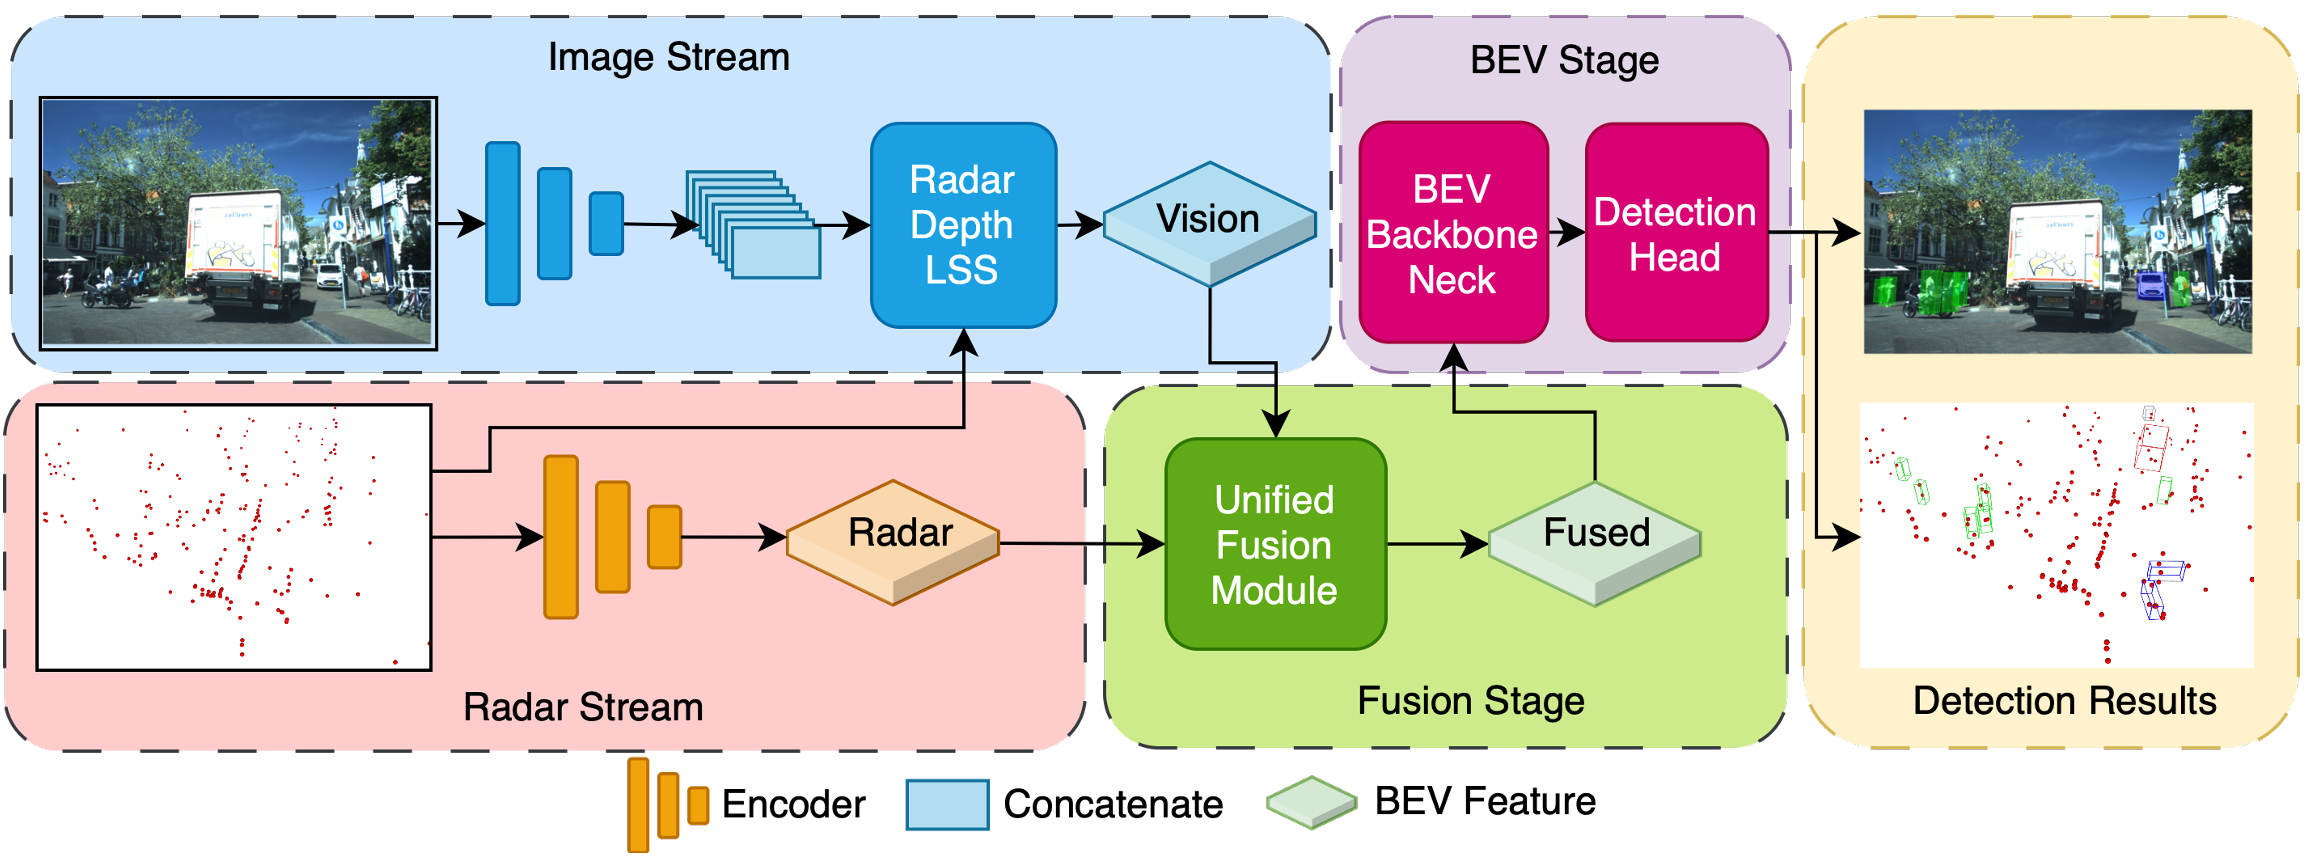 Image Stream
Radar
Depth
LSS
Vision
BEV Stage
BEV
Backbone
Neck
Detection
Head
Radar
Radar Stream
Unified
Fusion
Module
Fused
Fusion Stage
Detection Results
Encoder
Concatenate
BEV Feature